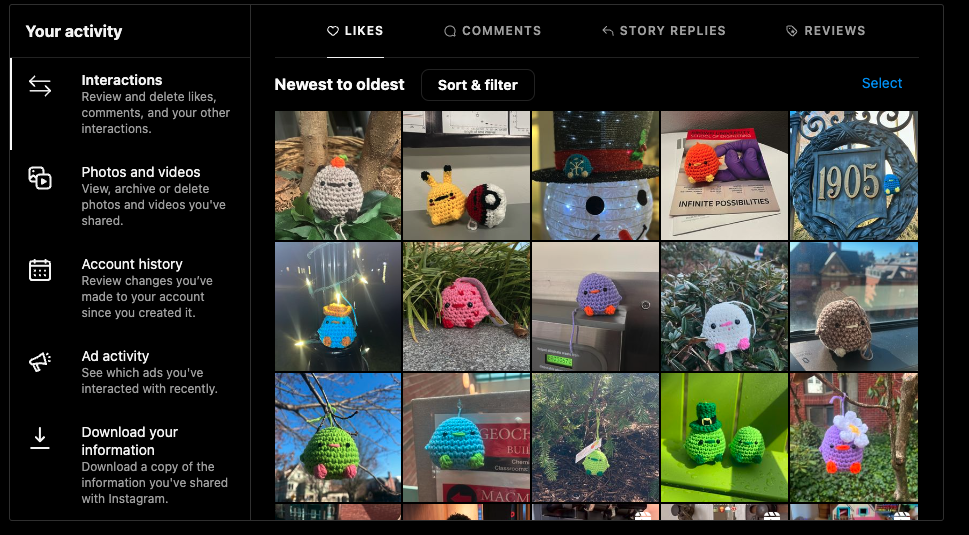 Your activity
Interactions
Review and delete likes,
comments, and your other
interactions.
Photos and videos
View, archive or delete
photos and videos you've
shared.
Account history
Review changes you’ve
made to your account
since you created it.
Ad activity
See which ads you've
interacted with recently.
Download your
information
Download a copy of the
information you've shared
with Instagram.
LIKES
COMMENTS
STORY REPLIES
REVIEWS
Newest to oldest
Sort & filter
Select
INFINITE POSSIBILITIES
1905
GEOCH
BUIL
MACM